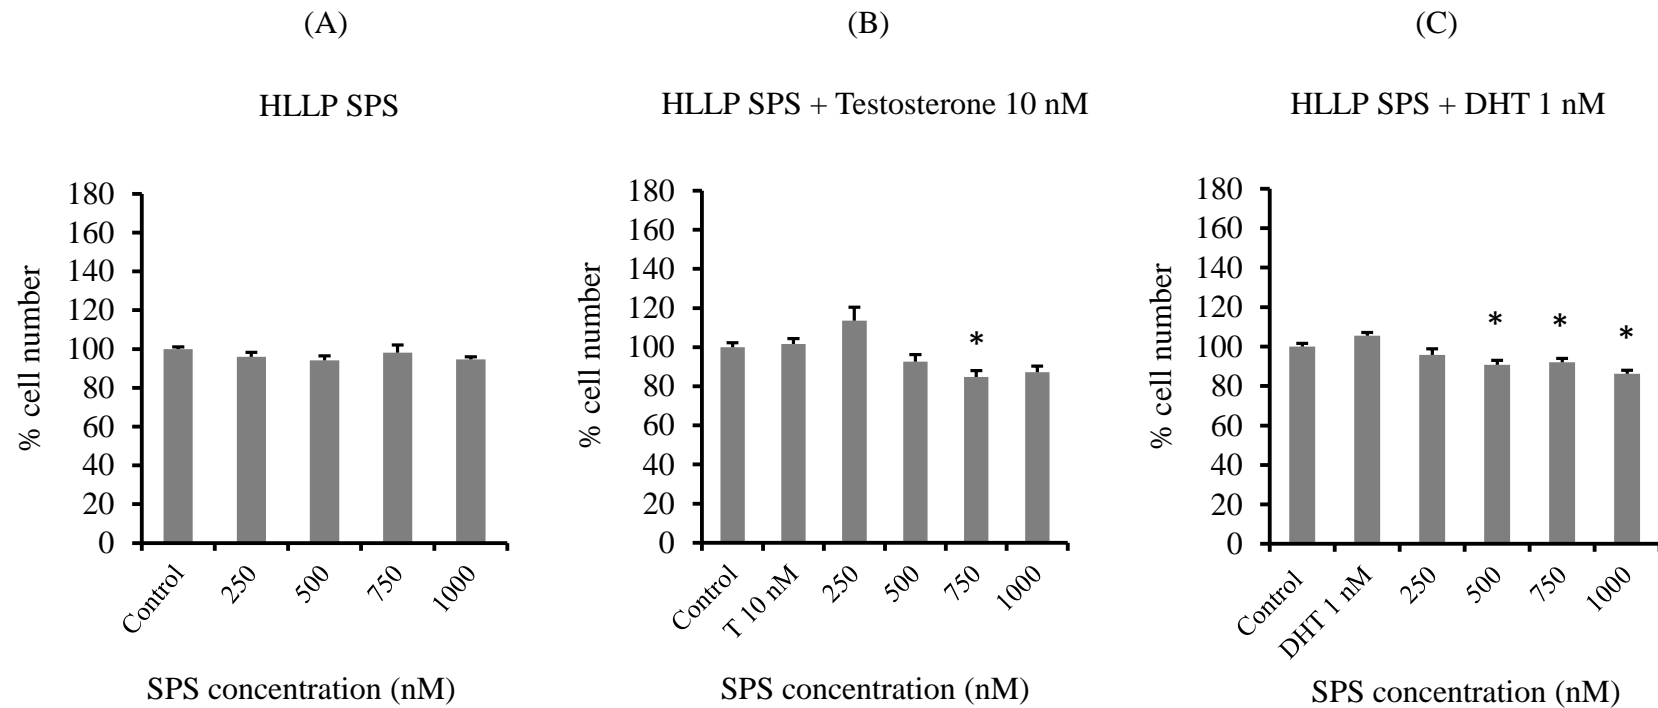 (A)
HLLP SPS
% cell number
180
160
140
120
100
80
60
40
20
0
Control
250
500
750
1000
SPS concentration (nM)
(B)
HLLP SPS + Testosterone 10 nM
% cell number
180
160
140
120
100
80
60
40
20
0
*
Control
T 10 nM
250
500
750
1000
SPS concentration (nM)
(C)
HLLP SPS + DHT 1 nM
% cell number
180
160
140
120
100
80
60
40
20
0
*
*
*
Control
DHT 1 nM
250
500
750
1000
SPS concentration (nM)